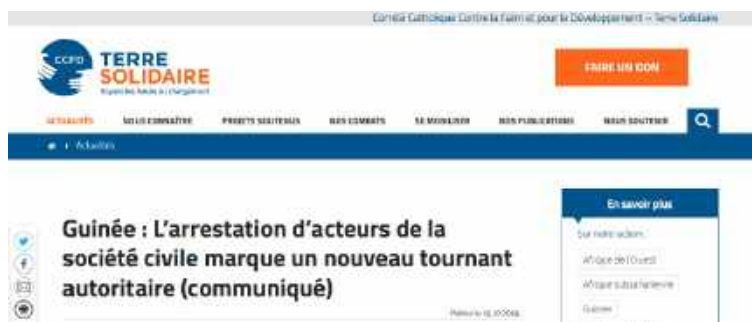 Comité Catholique Contre la Faim et pour le Développement – Terre Solidaire
CCFD
TERRE
SOLIDAIRE
FAIRE UN DON
ACTUALITÉS NOUS CONNAÎTRE PROJETS SOUTENUS NOS COMBATS SE MOBILISER NOS PUBLICATIONS NOUS SOUTENIR
Actualités
Guinée : L’arrestation d’acteurs de la
société civile marque un nouveau tournant
autoritaire (communiqué)
En savoir plus
Sur notre action
Afrique de l'Ouest
Afrique subsaharienne
Guinée